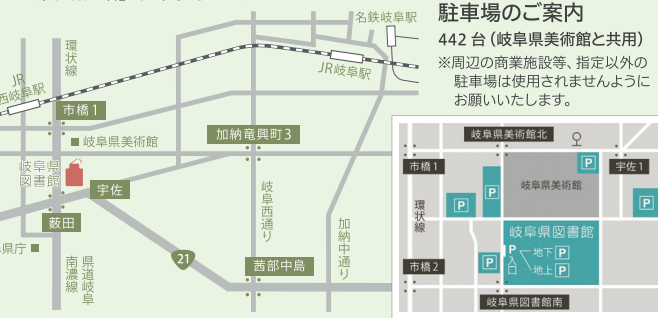 名鉄岐阜駅
環状線
JR岐阜駅
JR
西岐阜駅
市橋1
岐阜県美術館
加納竜興町3
岐阜県
図書館
宇佐
薮田
岐阜西通り
加納中通り
県庁
県道岐阜
南濃線
21
茜部中島
駐車場のご案内
442台（岐阜県美術館と共用）
※周辺の商業施設等、指定以外の
駐車場は使用されませんように
お願いいたします。
岐阜県美術館北
市橋1
P
宇佐1
P
岐阜県美術館
P
P
環状線
岐阜県図書館
P
入口
地下 P
地上 P
P
市橋2
岐阜県図書館南